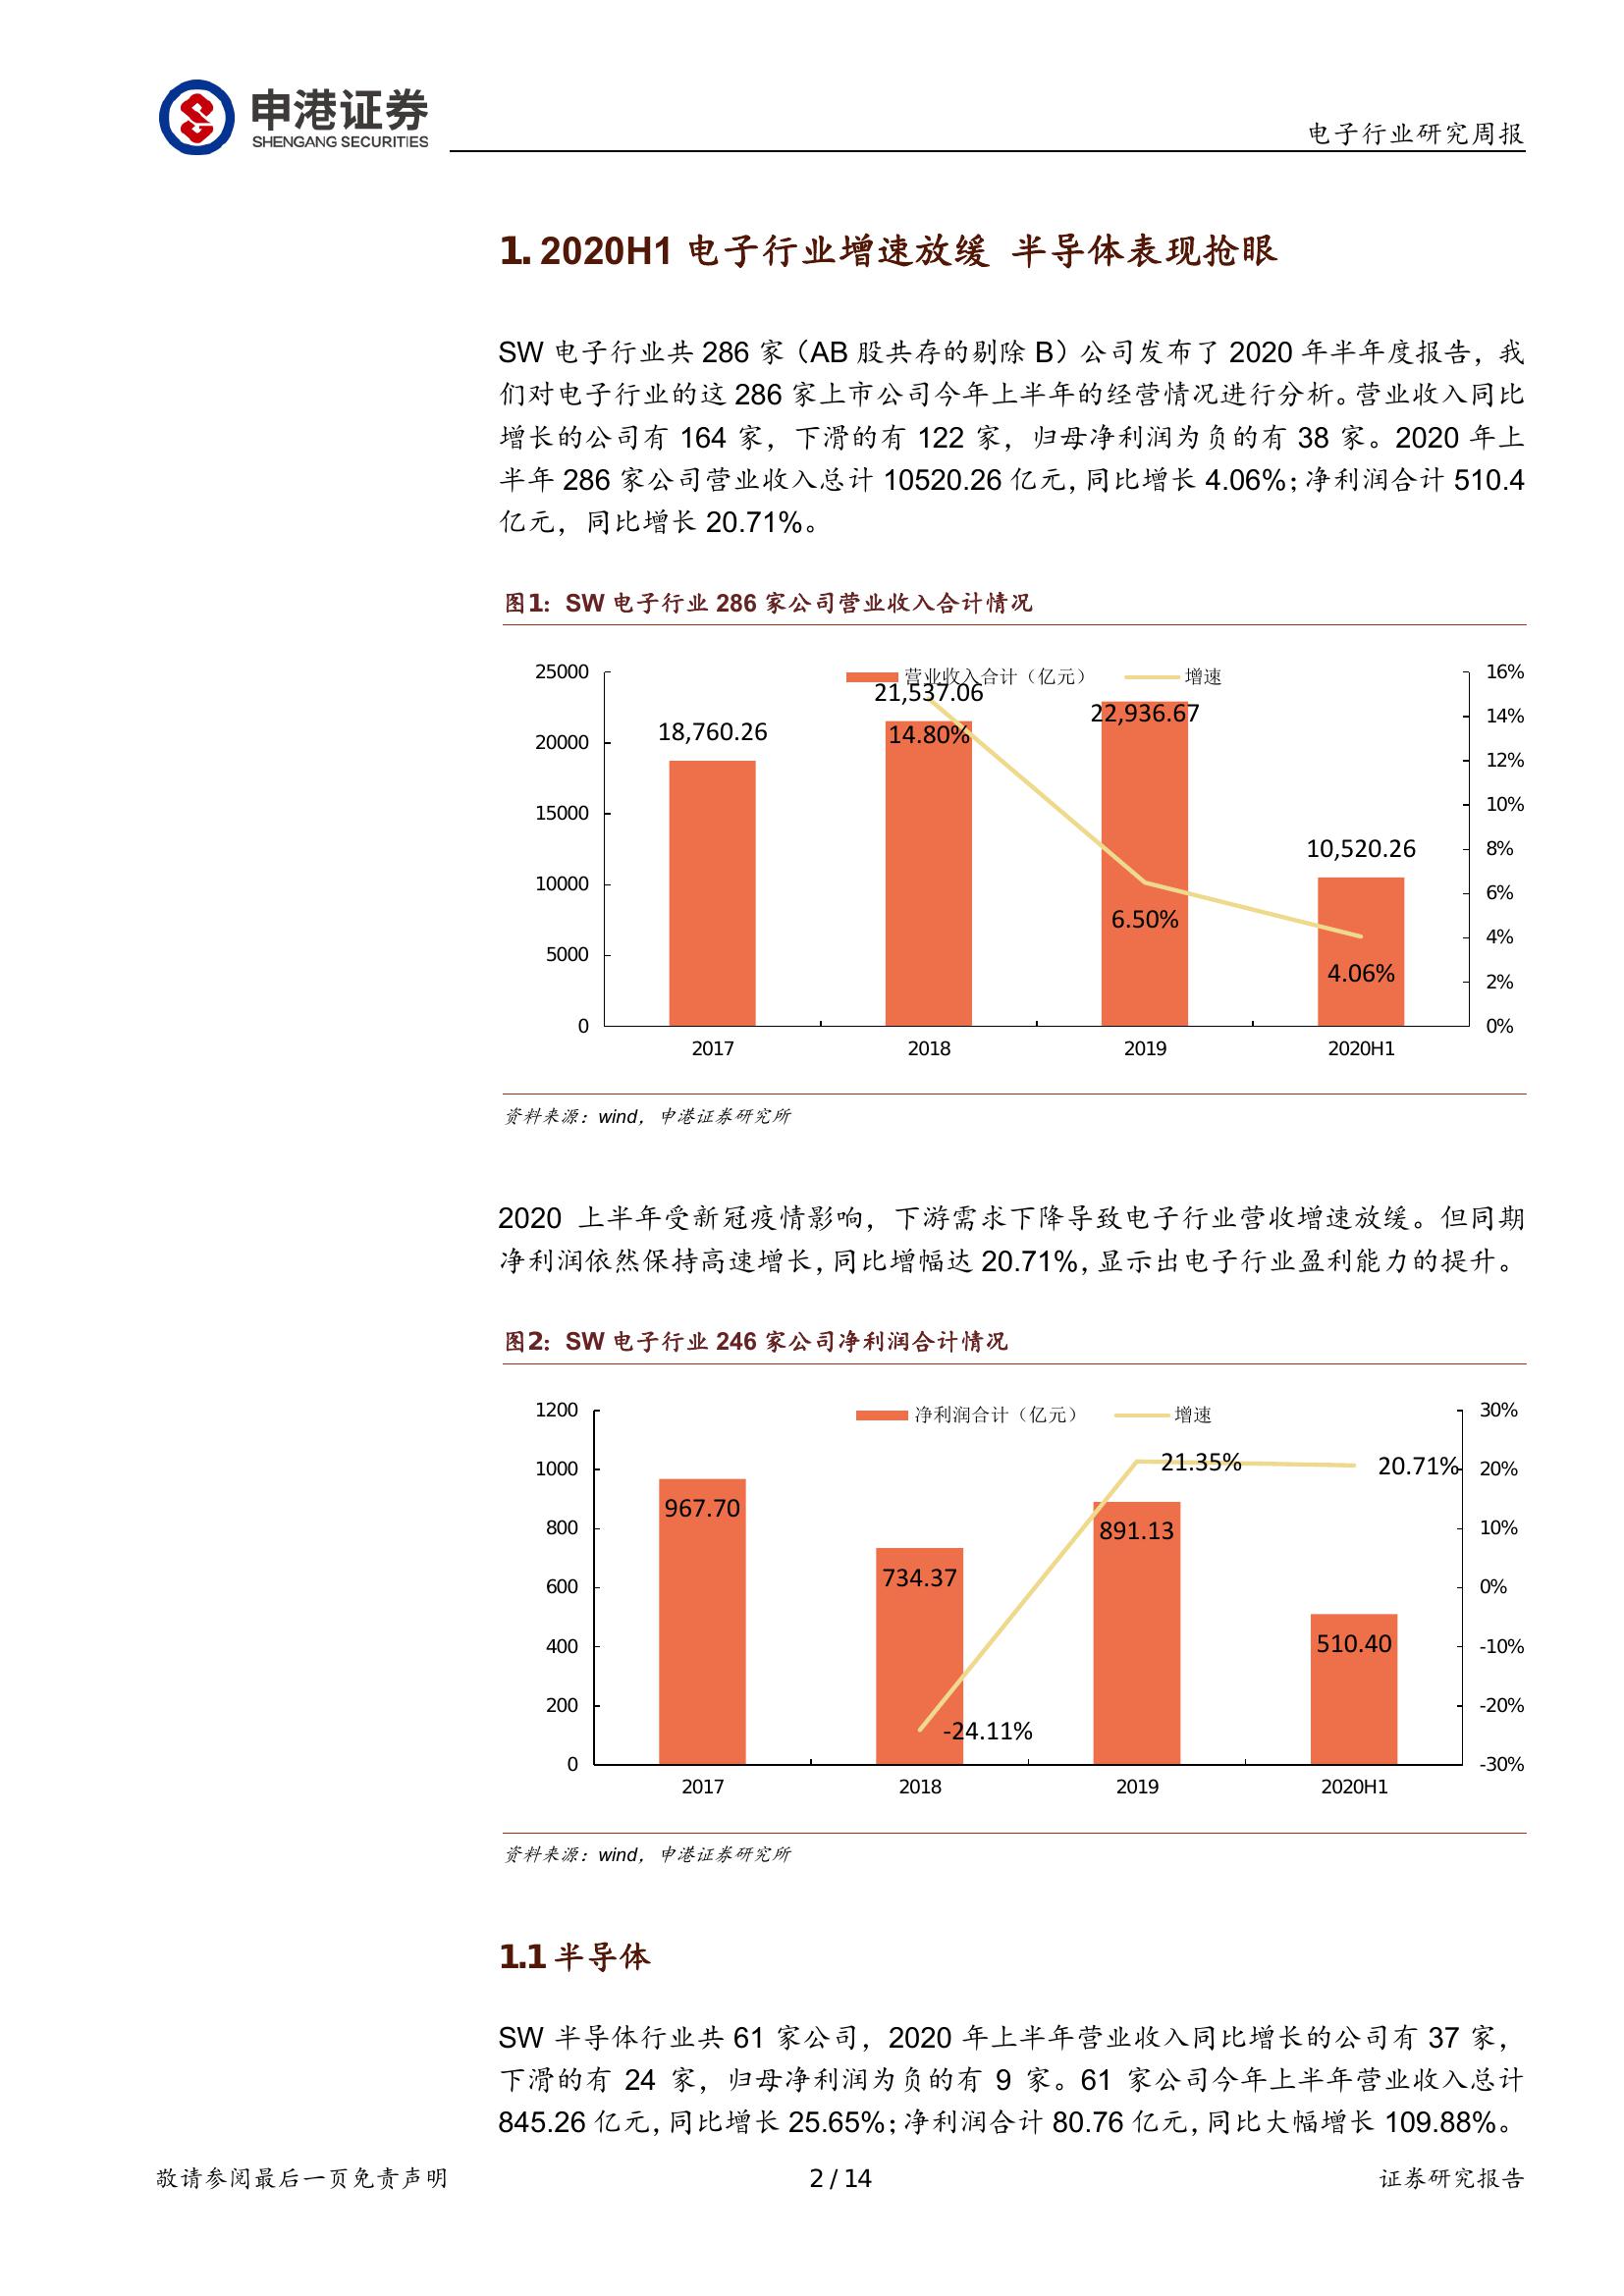 申港证券
SHENGANG SECURITIES
电子行业研究周报
1. 2020H1 电子行业增速放缓 半导体表现抢眼
SW 电子行业共 286 家（AB 股共存的剔除 B）公司发布了 2020 年半年度报告，我
们对电子行业的这 286 家上市公司今年上半年的经营情况进行分析。营业收入同比
增长的公司有 164 家，下滑的有 122 家，归母净利润为负的有 38 家。2020 年上
半年 286 家公司营业收入总计 10520.26 亿元，同比增长 4.06%；净利润合计 510.4
亿元，同比增长 20.71%。
图1：SW 电子行业 286 家公司营业收入合计情况
营业收入合计（亿元） 增速
25000
20000
15000
10000
5000
0
16%
14%
12%
10%
8%
6%
4%
2%
0%
18,760.26
21,537.06
22,936.67
10,520.26
14.80%
6.50%
4.06%
2017 2018 2019 2020H1
资料来源：wind，申港证券研究所
2020 上半年受新冠疫情影响，下游需求下降导致电子行业营收增速放缓。但同期
净利润依然保持高速增长，同比增幅达 20.71%，显示出电子行业盈利能力的提升。
图2：SW 电子行业 246 家公司净利润合计情况
净利润合计（亿元） 增速
1200
1000
800
600
400
200
0
30%
20%
10%
0%
-10%
-20%
-30%
967.70
734.37
891.13
510.40
-24.11%
21.35%
20.71%
2017 2018 2019 2020H1
资料来源：wind，申港证券研究所
1.1 半导体
SW 半导体行业共 61 家公司，2020 年上半年营业收入同比增长的公司有 37 家，
下滑的有 24 家，归母净利润为负的有 9 家。61 家公司今年上半年营业收入总计
845.26 亿元，同比增长 25.65%；净利润合计 80.76 亿元，同比大幅增长 109.88%。
敬请参阅最后一页免责声明
2 / 14
证券研究报告